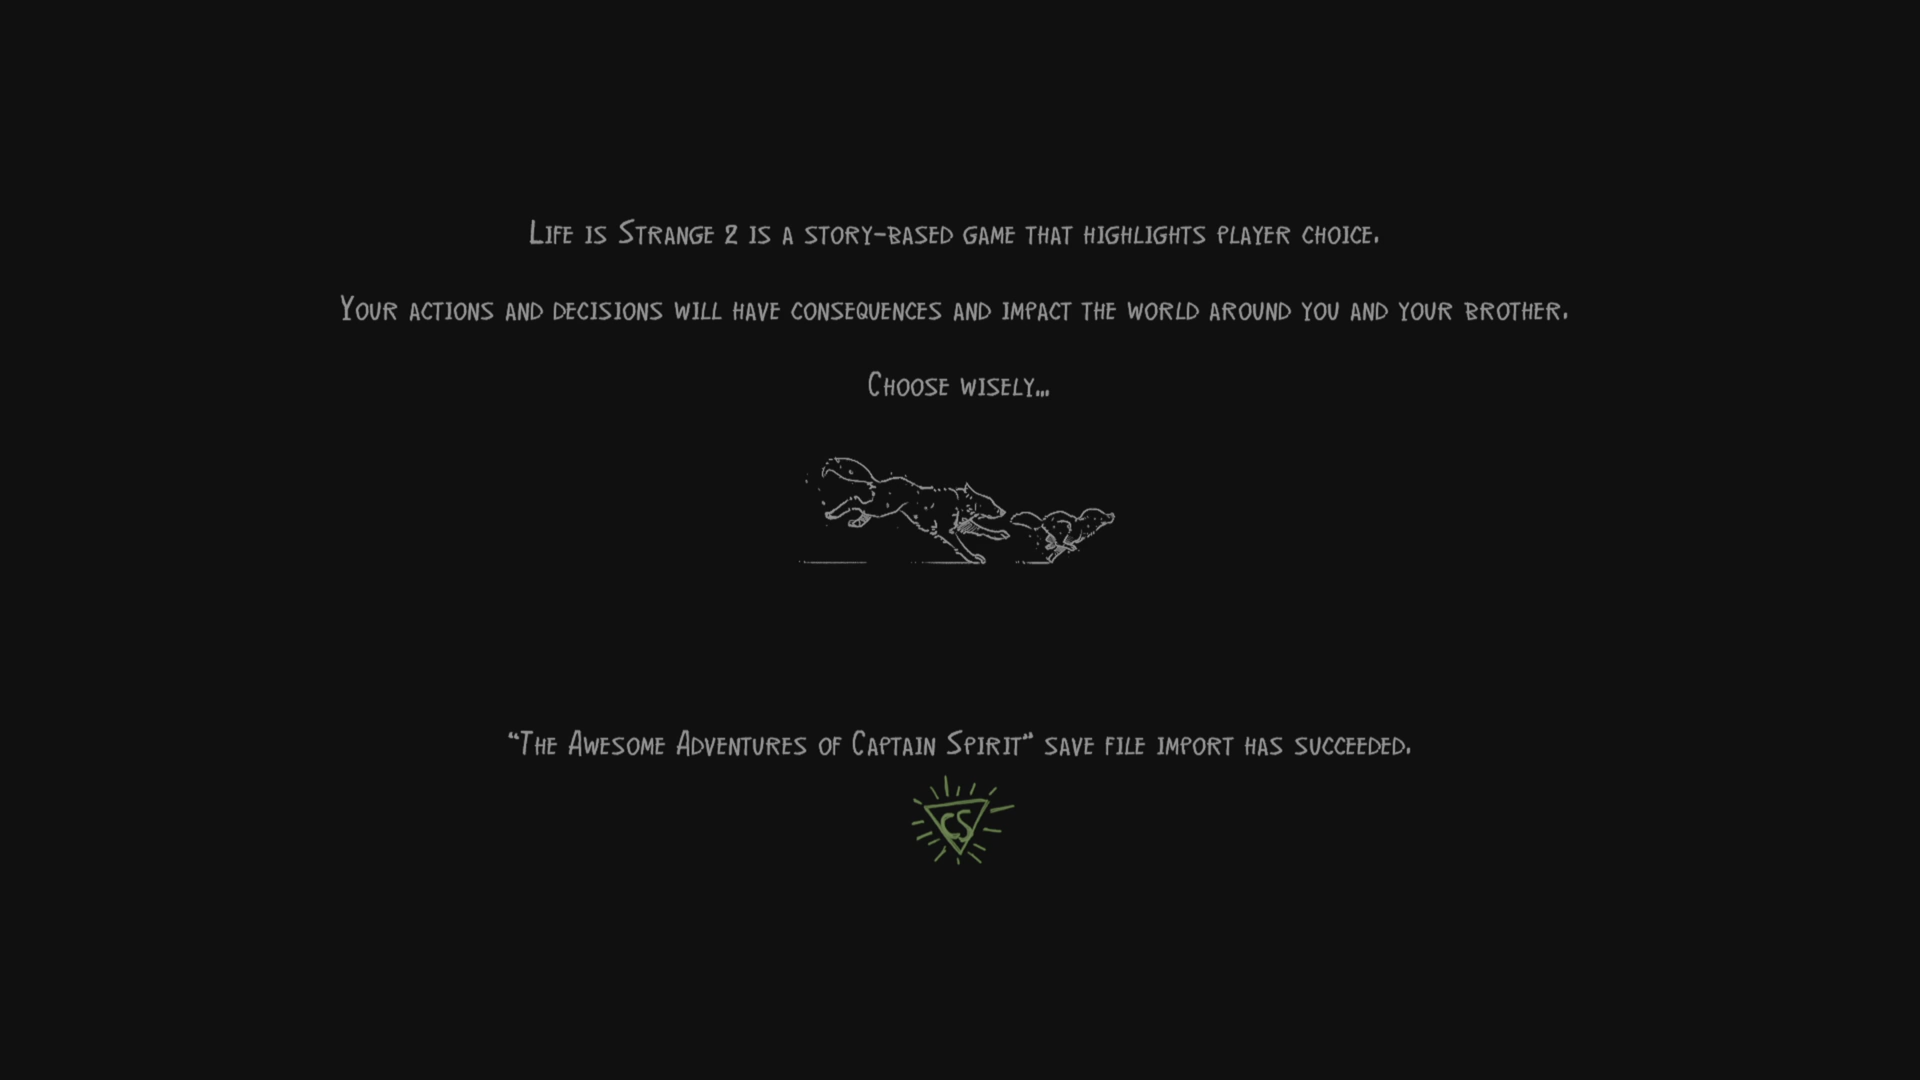 Life is Strange 2 is a story-based game that highlights player choice.
Your actions and decisions will have consequences and impact the world around you and your brother.
Choose wisely...
“The Awesome Adventures of Captain Spirit” save file import has succeeded.
CS